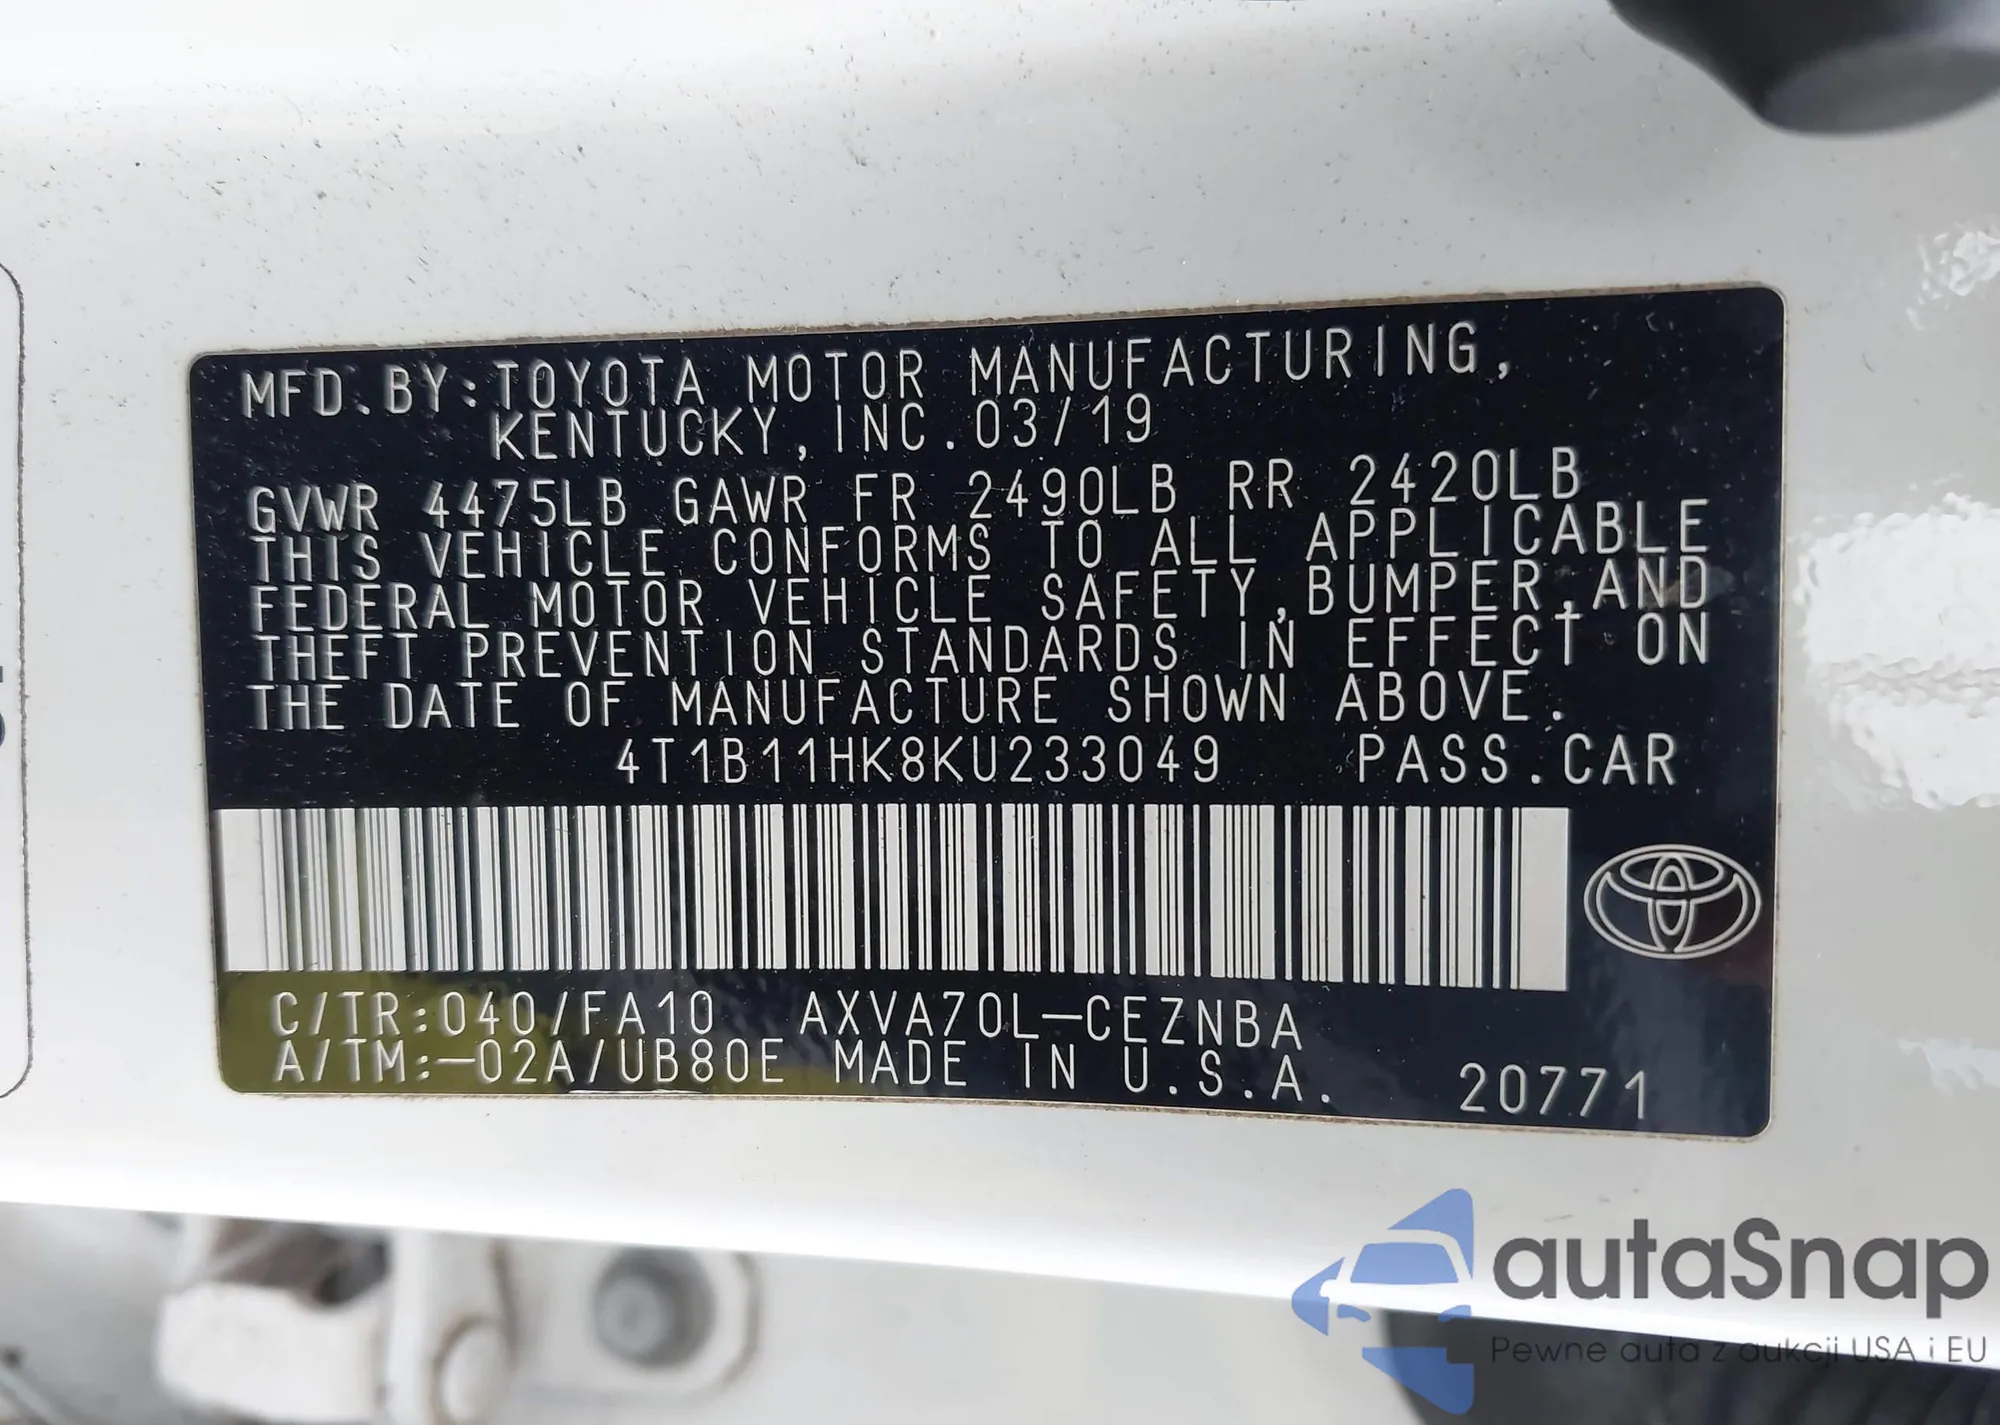 MFD.BY:TOYOTA MOTOR MANUFACTURING,
KENTUCKY, INC.03/19
GVWR 4475LB GAWR FR 2490LB RR 2420LB
THIS VEHICLE CONFORMS TO ALL APPLICABLE
FEDERAL MOTOR VEHICLE SAFETY,BUMPER,AND
THEFT PREVENTION STANDARDS IN EFFECT ON
THE DATE OF MANUFACTURE SHOWN ABOVE.
4T1B11HK8KU233049 PASS.CAR
C/TR:040/FA10 AXVA70L-CEZNBA
A/TM:-02A/UB80E MADE IN U.S.A. 20771
autaSnap
Pewne auta z aukcji USA i EU